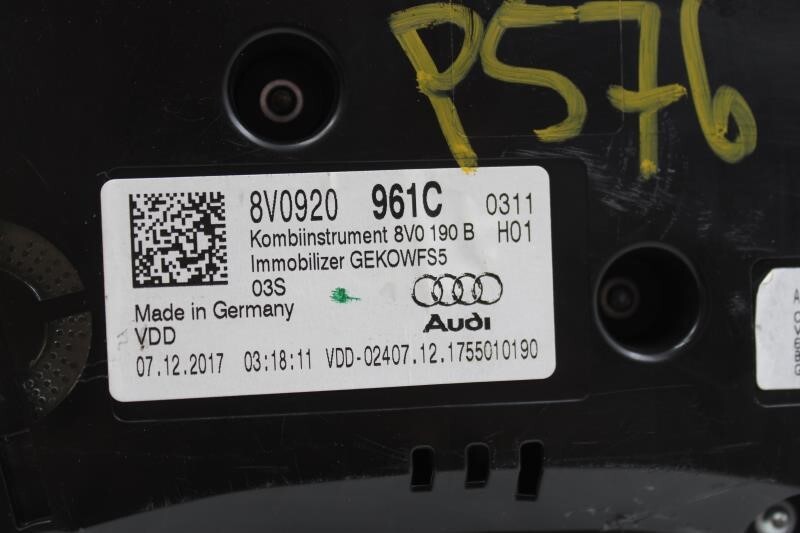 P576
8V0920 961C 0311
Kombiinstrument 8V0 190 B H01
Immobilizer GEKOWFS5
03S
Made in Germany
Audi
VDD
07.12.2017 03:18:11 VDD-02407.12.1755010190